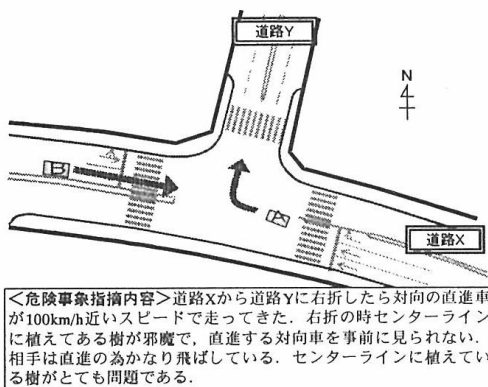 道路Y
N
B
A
道路X
<危険事象指摘内容>道路Xから道路Yに右折したら対向の直進車
が100km/h近いスピードで走ってきた．右折の時センターライン
に植えてある樹が邪魔で，直進する対向車を事前に見られない．
相手は直進の為かなり飛ばしている．センターラインに植えてい
る樹がとても問題である．